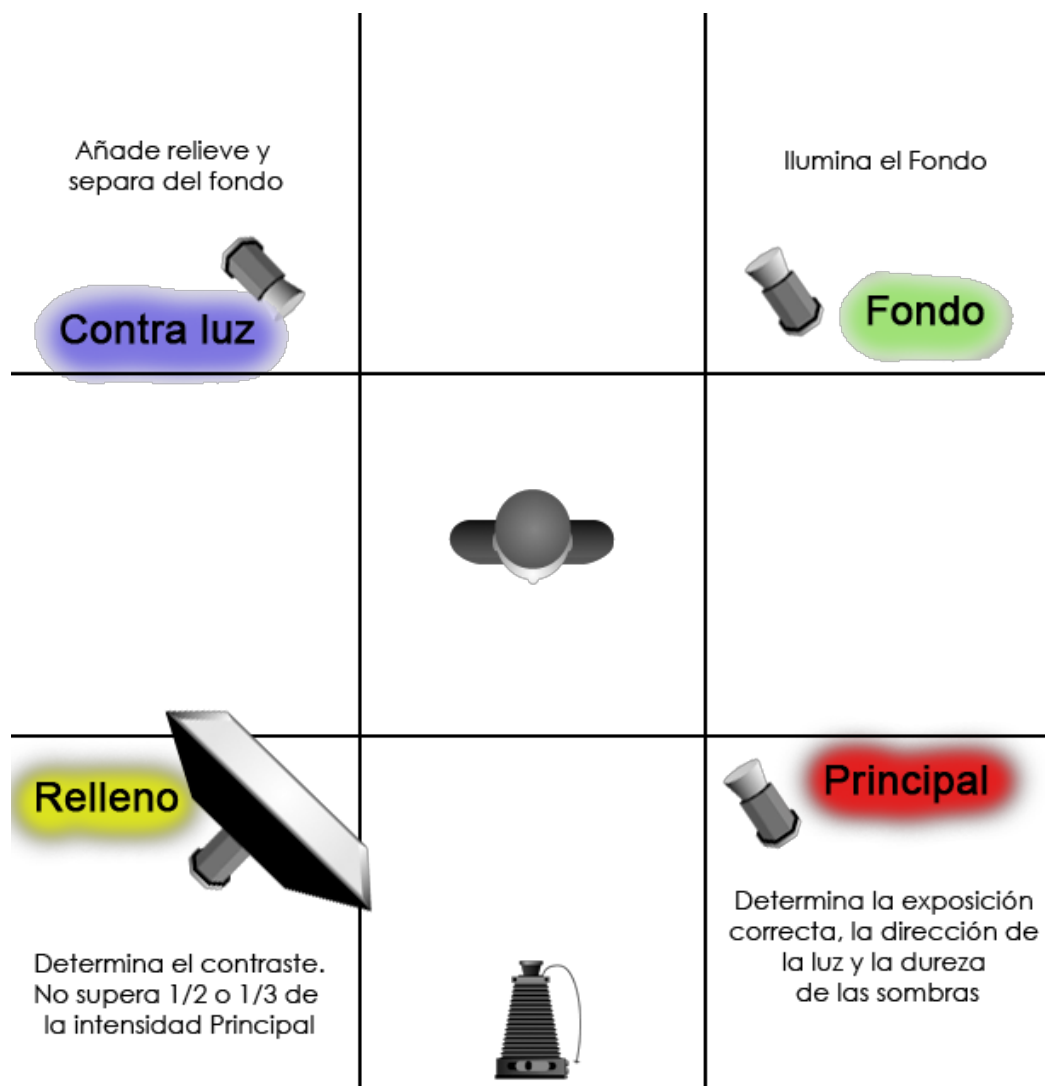 Añade relieve y
separa del fondo
Contra luz
Ilumina el Fondo
Fondo
Relleno
Determina el contraste.
No supera 1/2 o 1/3 de
la intensidad Principal
Principal
Determina la exposición
correcta, la dirección de
la luz y la dureza
de las sombras